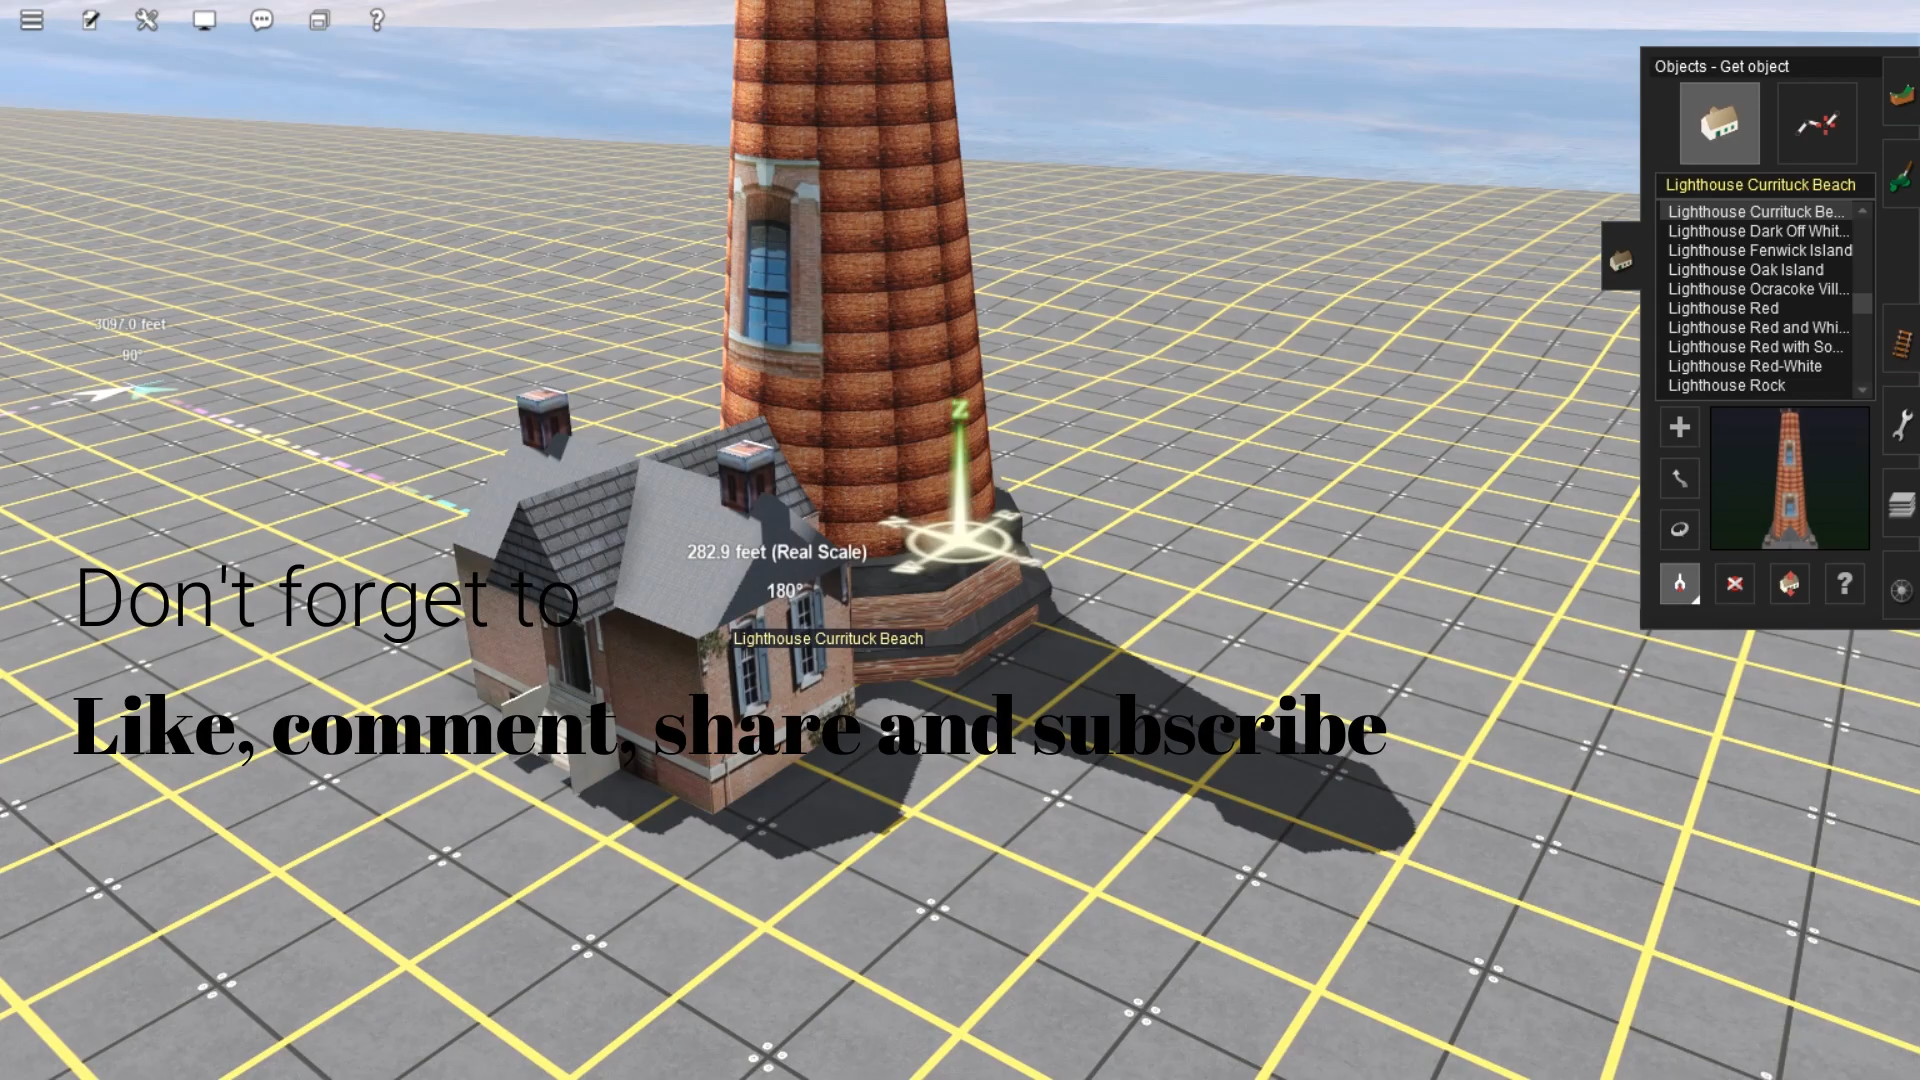 Objects - Get object
Lighthouse Currituck Beach
Lighthouse Currituck Be...
Lighthouse Dark Off Whit...
Lighthouse Fenwick Island
Lighthouse Oak Island
Lighthouse Ocracoke Vill...
Lighthouse Red
Lighthouse Red and Whi...
Lighthouse Red with So...
Lighthouse Red-White
Lighthouse Rock
3097.0 feet
90°
Z
282.9 feet (Real Scale)
180°
Lighthouse Currituck Beach
Don't forget to
Like, comment, share and subscribe